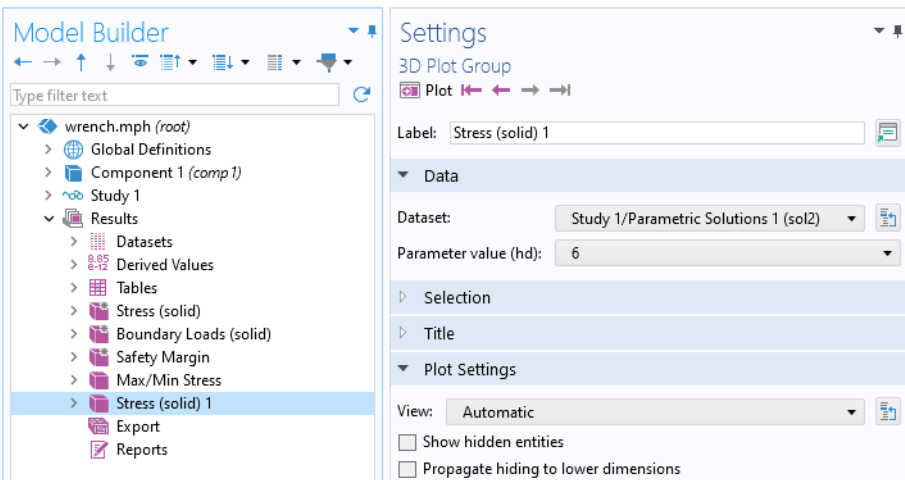 Model Builder
Type filter text
wrench.mph (root)
Global Definitions
Component 1 (comp1)
Study 1
Results
Datasets
8.85
e-12
Derived Values
Tables
Stress (solid)
Boundary Loads (solid)
Safety Margin
Max/Min Stress
Stress (solid) 1
Export
Reports
Settings
3D Plot Group
Plot
Label: Stress (solid) 1
Data
Dataset: Study 1/Parametric Solutions 1 (sol2)
Parameter value (hd): 6
Selection
Title
Plot Settings
View: Automatic
Show hidden entities
Propagate hiding to lower dimensions